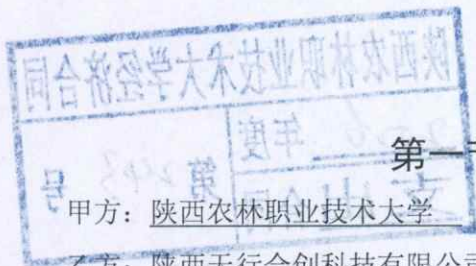 陕西农林职业技术大学经济合同
年度
第
号
第一
甲方：陕西农林职业技术大学
乙方：陕西天行合创科技有限公